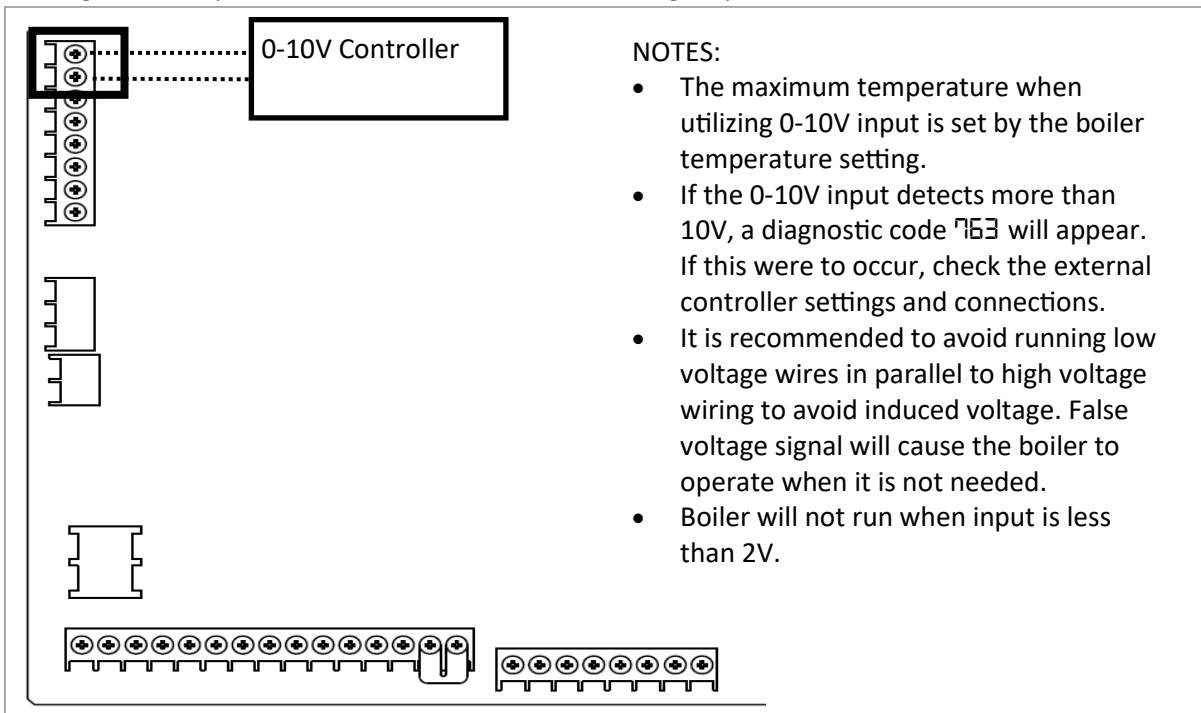 0-10V Controller
NOTES:
• The maximum temperature when
utilizing 0-10V input is set by the boiler
temperature setting.
• If the 0-10V input detects more than
10V, a diagnostic code 763 will appear.
If this were to occur, check the external
controller settings and connections.
• It is recommended to avoid running low
voltage wires in parallel to high voltage
wiring to avoid induced voltage. False
voltage signal will cause the boiler to
operate when it is not needed.
• Boiler will not run when input is less
than 2V.